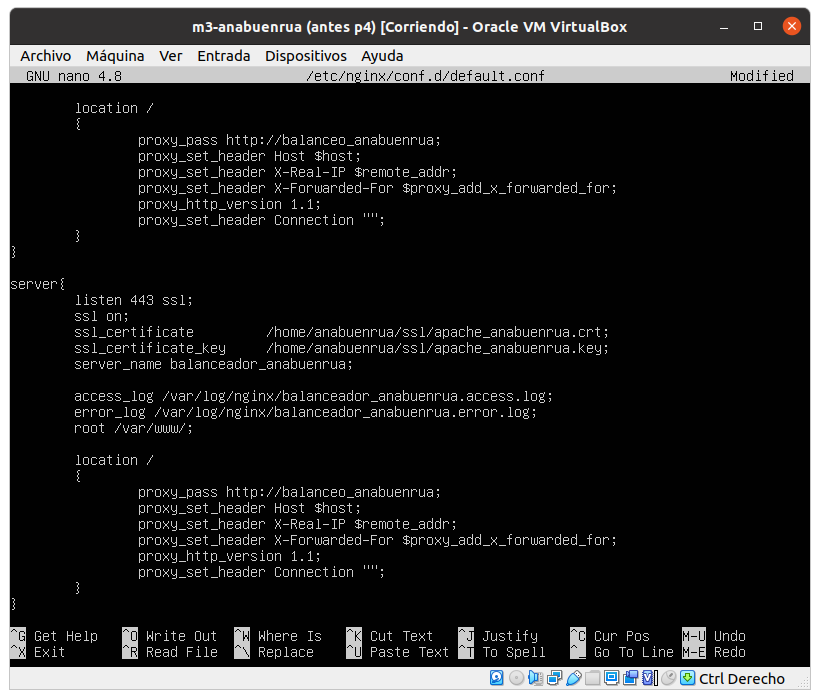 m3-anabuenrua (antes p4) [Corriendo] - Oracle VM VirtualBox
Archivo Máquina Ver Entrada Dispositivos Ayuda
GNU nano 4.8 /etc/nginx/conf.d/default.conf Modified
location /
{
proxy_pass http://balanceo_anabuenrua;
proxy_set_header Host $host;
proxy_set_header X-Real-IP $remote_addr;
proxy_set_header X-Forwarded-For $proxy_add_x_forwarded_for;
proxy_http_version 1.1;
proxy_set_header Connection "";
}
}
server{
listen 443 ssl;
ssl on;
ssl_certificate /home/anabuenrua/ssl/apache_anabuenrua.crt;
ssl_certificate_key /home/anabuenrua/ssl/apache_anabuenrua.key;
server_name balanceador_anabuenrua;
access_log /var/log/nginx/balanceador_anabuenrua.access.log;
error_log /var/log/nginx/balanceador_anabuenrua.error.log;
root /var/www/;
location /
{
proxy_pass http://balanceo_anabuenrua;
proxy_set_header Host $host;
proxy_set_header X-Real-IP $remote_addr;
proxy_set_header X-Forwarded-For $proxy_add_x_forwarded_for;
proxy_http_version 1.1;
proxy_set_header Connection "";
}
}
^G Get Help ^O Write Out ^W Where Is ^K Cut Text ^J Justify ^C Cur Pos M-U Undo
^X Exit ^R Read File ^\ Replace ^U Paste Text ^T To Spell ^_ Go To Line M-E Redo
Ctrl Derecho